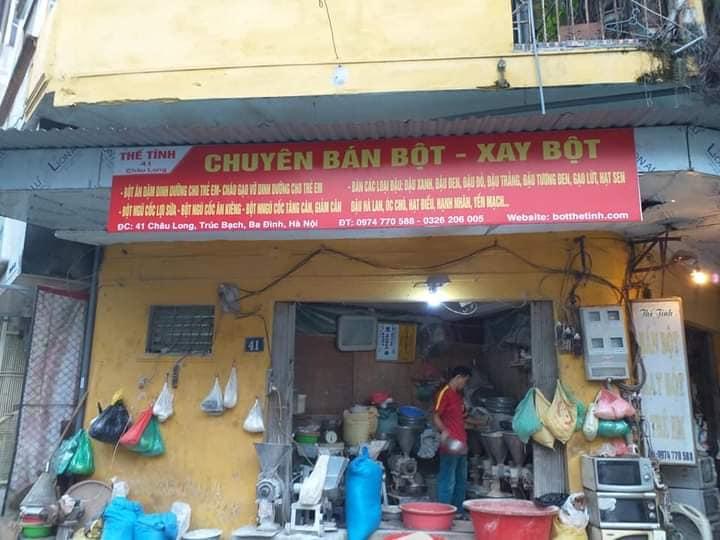 THẾ TÌNH
41
Châu Long
CHUYÊN BÁN BỘT - XAY BỘT
- BỘT ĂN DẶM DINH DƯỠNG CHO TRẺ EM- CHÁO GẠO VỠ DINH DƯỠNG CHO TRẺ EM
- BỘT NGŨ CỐC LỢI SỮA - BỘT NGŨ CỐC ĂN KIÊNG - BỘT NNGŨ CỐC TĂNG CÂN, GIẢM CÂN
- BÁN CÁC LOẠI ĐẬU: ĐẬU XANH, ĐẬU ĐEN, ĐẬU ĐỎ, ĐẬU TRẮNG, ĐẬU TƯƠNG ĐEN, GẠO LỨT, HẠT SEN
ĐẬU HÀ LAN, ÓC CHÓ, HẠT ĐIỀU, HẠNH NHÂN, YẾN MẠCH...
ĐC: 41 Châu Long, Trúc Bạch, Ba Đình, Hà Nội
ĐT: 0974 770 588 - 0326 206 005
Website: botthetinh.com
41
Thế Tình
BÁN BỘT
XAY BỘT
0974 770 588